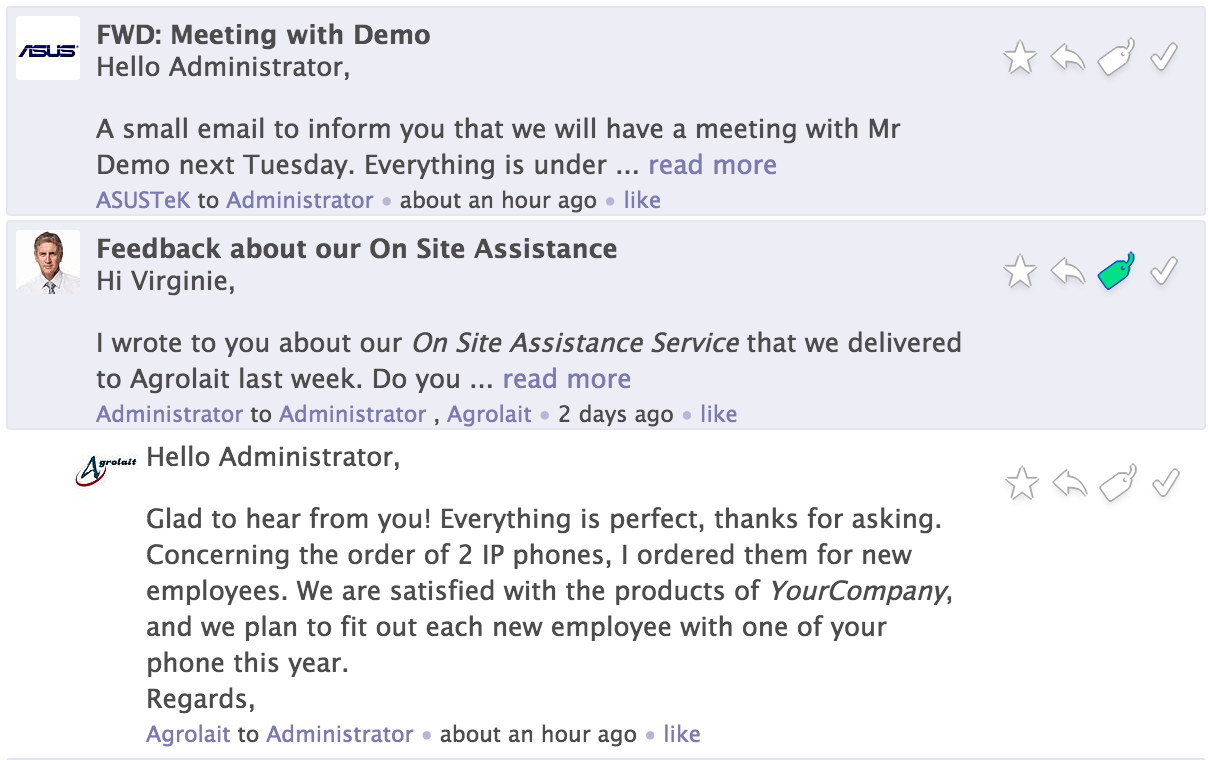 ASUS
FWD: Meeting with Demo
Hello Administrator,
A small email to inform you that we will have a meeting with Mr
Demo next Tuesday. Everything is under ... read more
ASUSTeK to Administrator • about an hour ago • like
Feedback about our On Site Assistance
Hi Virginie,
I wrote to you about our On Site Assistance Service that we delivered
to Agrolait last week. Do you ... read more
Administrator to Administrator , Agrolait • 2 days ago • like
Agrolait
Hello Administrator,
Glad to hear from you! Everything is perfect, thanks for asking.
Concerning the order of 2 IP phones, I ordered them for new
employees. We are satisfied with the products of YourCompany,
and we plan to fit out each new employee with one of your
phone this year.
Regards,
Agrolait to Administrator • about an hour ago • like